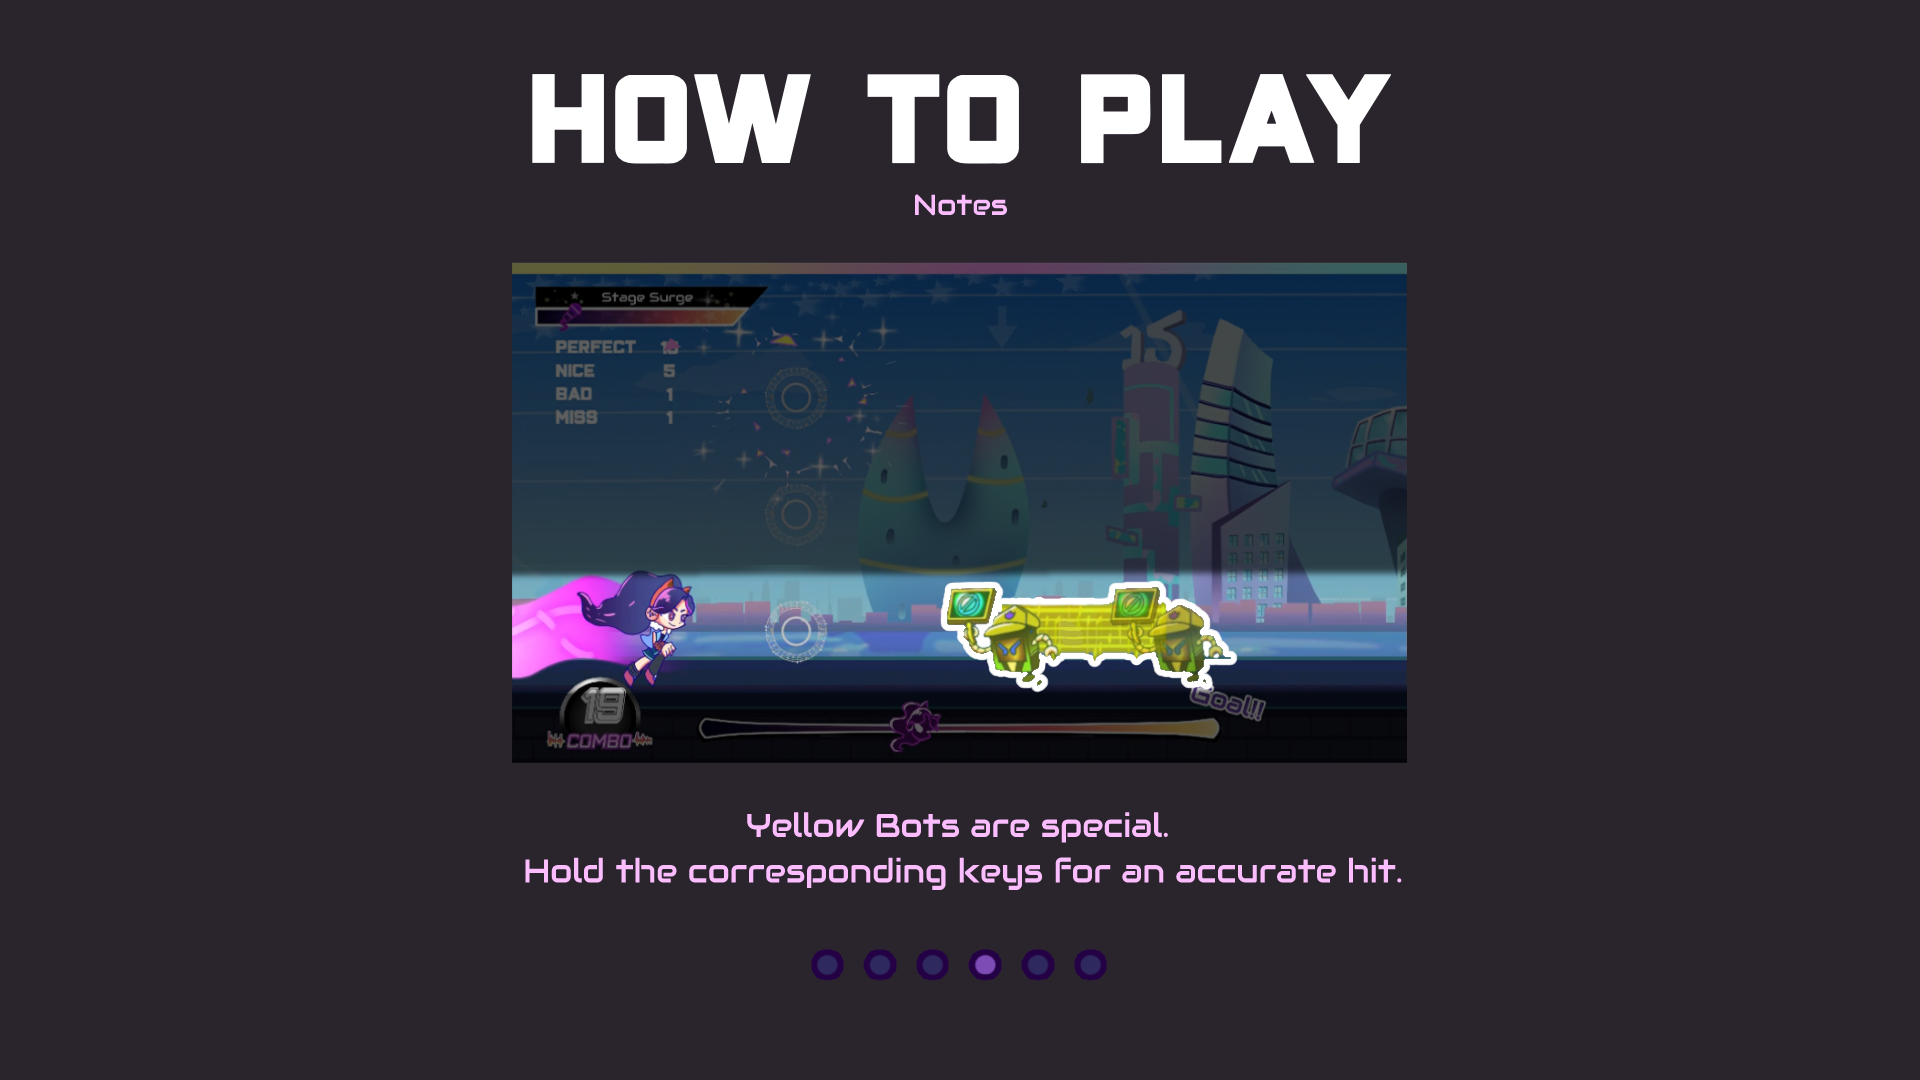 HOW TO PLAY
Notes
Stage Surge
PERFECT
NICE 5
BAD 1
MISS 1
15
19
COMBO
Goal!!
Yellow Bots are special.
Hold the corresponding keys for an accurate hit.